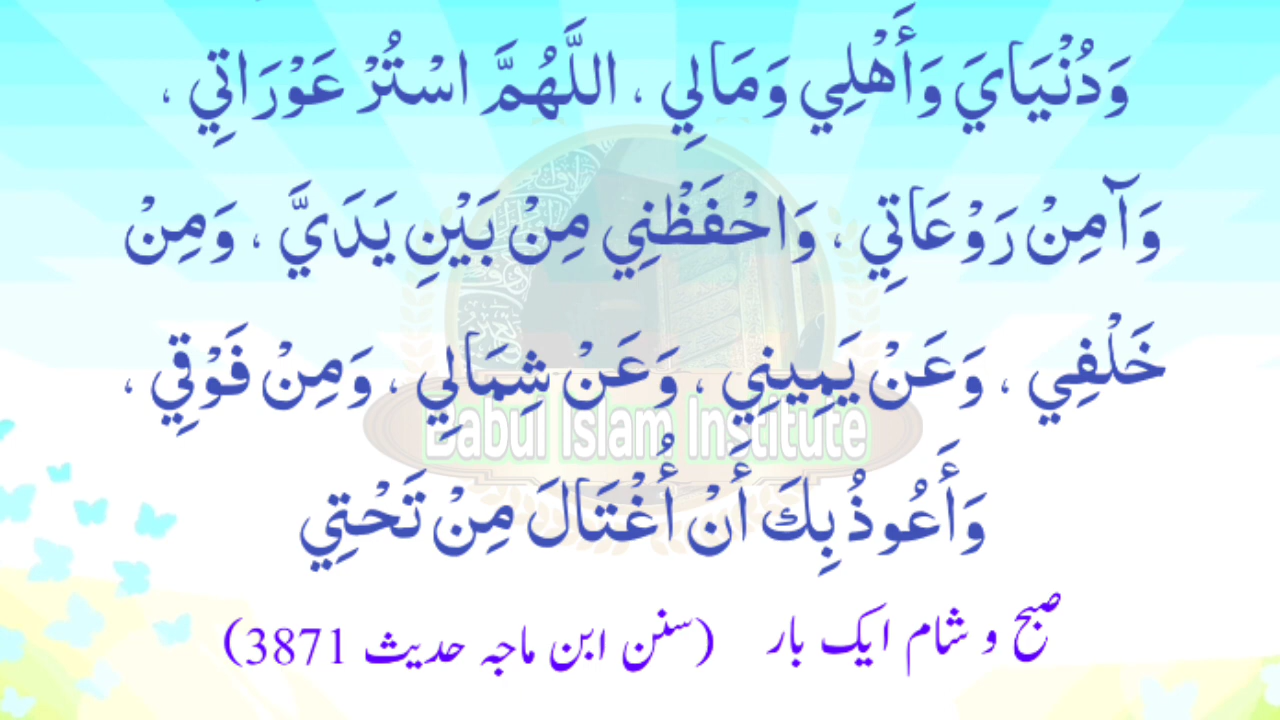 وَدُنْيَايَ وَأَهْلِي وَمَالِي ، اللَّهُمَّ اسْتُرْ عَوْرَاتِي ،
وَآمِنْ رَوْعَاتِي ، وَاحْفَظْنِي مِنْ بَيْنِ يَدَيَّ ، وَمِنْ
خَلْفِي ، وَعَنْ يَمِينِي ، وَعَنْ شِمَالِي ، وَمِنْ فَوْقِي ،
Babul Islam Institute
وَأَعُوذُ بِكَ أَنْ أُغْتَالَ مِنْ تَحْتِي
صبح و شام ایک بار (سنن ابن ماجہ حدیث 3871)